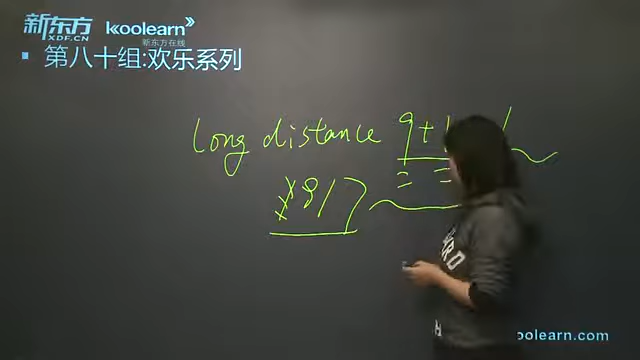 新东方 koolearn
XDF.CN 新东方在线
第八十组:欢乐系列
long distance
817
oolearn.com